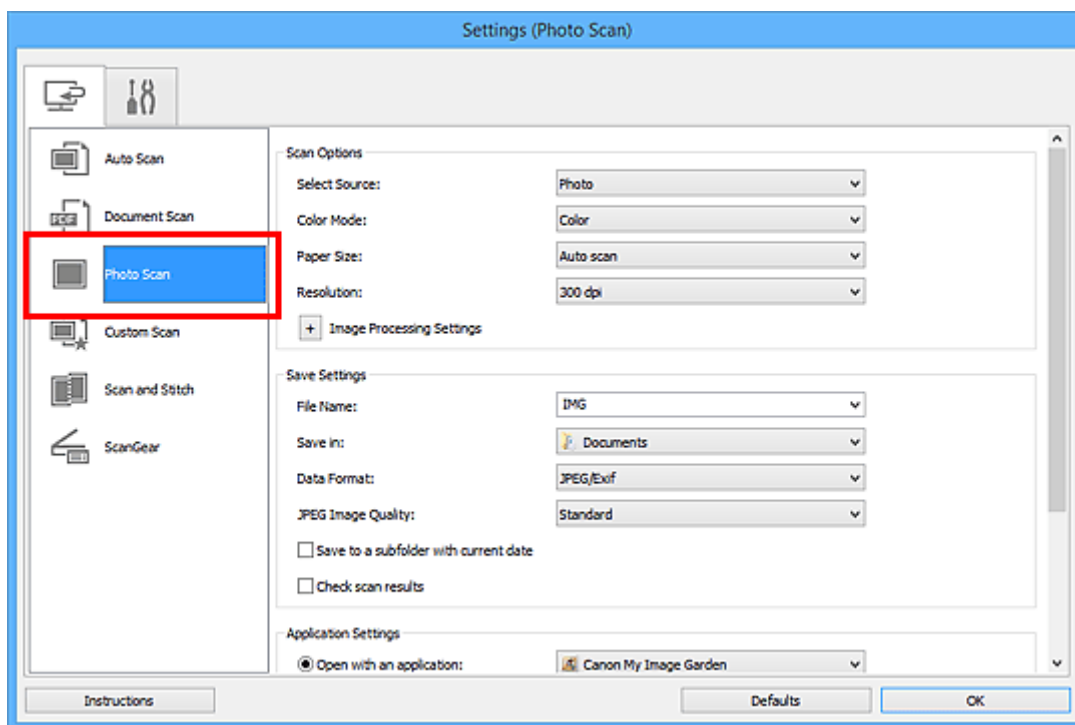 Settings (Photo Scan)
Auto Scan
PDF
Document Scan
Photo Scan
Custom Scan
Scan and Stitch
ScanGear
Scan Options
Select Source: Photo
Color Mode: Color
Paper Size: Auto scan
Resolution: 300 dpi
+ Image Processing Settings
Save Settings
File Name: IMG
Save in: Documents
Data Format: JPEG/Exif
JPEG Image Quality: Standard
Save to a subfolder with current date
Check scan results
Application Settings
Open with an application: Canon My Image Garden
Instructions Defaults OK